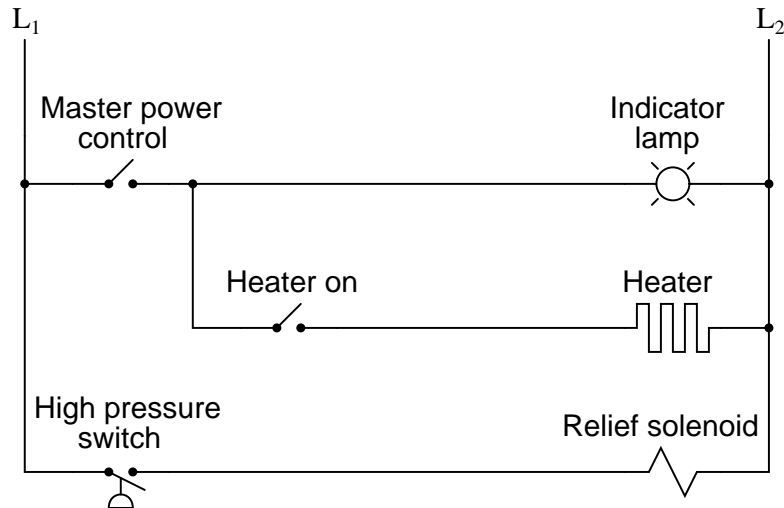 L₁
L₂
Master power
control
Indicator
lamp
Heater on
Heater
High pressure
switch
Relief solenoid